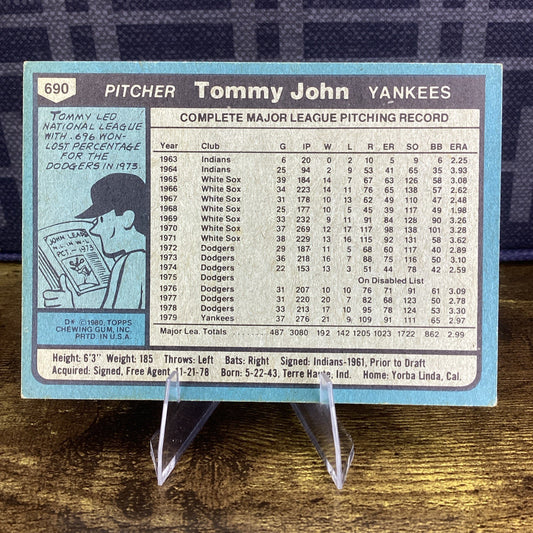 690 PITCHER Tommy John YANKEES
TOMMY LED
NATIONAL LEAGUE
WITH .696 WON-
LOST PERCENTAGE
FOR THE
DODGERS IN 1973.
JOHN LEADS
N.L. IN W-L
PCT.-1973
D* © 1980, TOPPS
CHEWING GUM, INC.
PRTD. IN U.S.A.
COMPLETE MAJOR LEAGUE PITCHING RECORD
Year Club G IP W L R ER SO BB ERA
1963 Indians 6 20 0 2 10 5 9 6 2.25
1964 Indians 25 94 2 9 53 41 65 35 3.93
1965 White Sox 39 184 14 7 67 63 126 58 3.08
1966 White Sox 34 223 14 11 76 65 138 57 2.62
1967 White Sox 31 178 10 13 62 49 110 47 2.48
1968 White Sox 25 177 10 5 45 39 117 49 1.98
1969 White Sox 33 232 9 11 91 84 128 90 3.26
1970 White Sox 37 269 12 17 117 98 138 101 3.28
1971 White Sox 38 229 13 16 115 92 131 58 3.62
1972 Dodgers 29 187 11 5 68 60 117 40 2.89
1973 Dodgers 36 218 16 7 88 75 116 50 3.10
1974 Dodgers 22 153 13 3 51 44 78 42 2.59
1975 Dodgers On Disabled List
1976 Dodgers 31 207 10 10 76 71 91 61 3.09
1977 Dodgers 31 220 20 7 82 68 123 50 2.78
1978 Dodgers 33 213 17 10 95 78 124 53 3.30
1979 Yankees 37 276 21 9 109 91 111 65 2.97
Major Lea. Totals 487 3080 192 142 1205 1023 1722 862 2.99
Height: 6'3" Weight: 185 Throws: Left Bats: Right Signed: Indians-1961, Prior to Draft
Acquired: Signed, Free Agent 11-21-78 Born: 5-22-43, Terre Haute, Ind. Home: Yorba Linda, Cal.